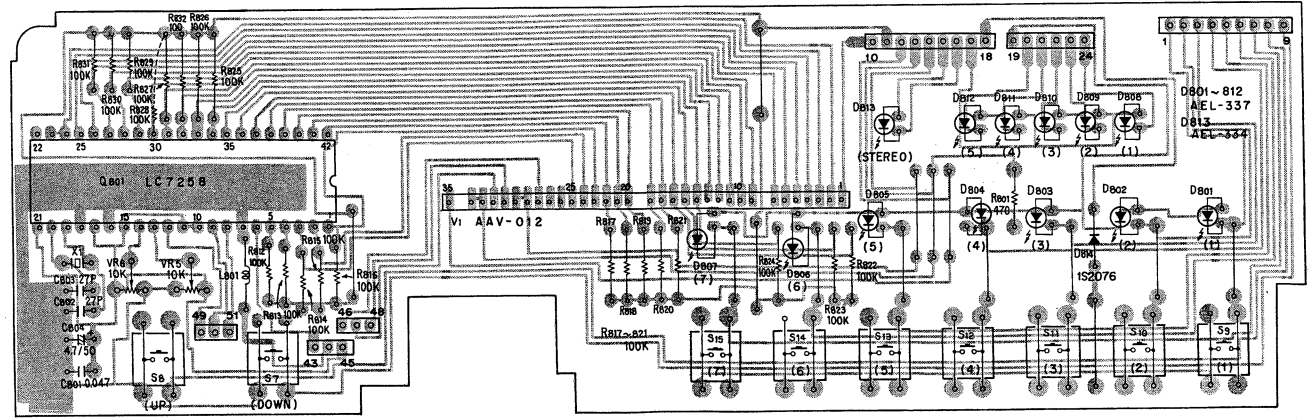 R832 R826
100 100K
R831
100K
R829
100K
R825
100K
R830
100K
R827
100K
R828
100K
22 25 30 35 42
Q801 LC7258
21 15 10 5 1
X1
C803 27P
VR6
10K
VR5
10K
C802
27P
C804
4.7/50
C801 0.047
L801
R812
100K
R815 100K
R816
100K
R813 100K
R814
100K
49 51
46 48
43 45
S8
(UP)
S7
(DOWN)
35 25 20 10 1
V1 AAV-012
R817 R819 R821
R818 R820
R817~821
100K
D807
(7)
D806
(6)
R824
100K
R822
100K
R823
100K
D805
(5)
10 18 19 24
1 9
D813
(STEREO)
D812
(5)
D811
(4)
D810
(3)
D809
(2)
D808
(1)
D801~812
AEL-337
D813
AEL-334
D804
(4)
R801
470
D803
(3)
D802
(2)
D801
(1)
D814
1S2076
S15
(7)
S14
(6)
S13
(5)
S12
(4)
S11
(3)
S10
(2)
S9
(1)